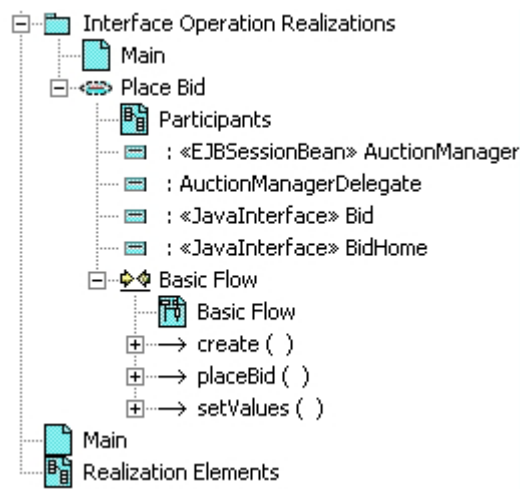 Interface Operation Realizations
Main
Place Bid
Participants
: «EJBSessionBean» AuctionManager
: AuctionManagerDelegate
: «JavaInterface» Bid
: «JavaInterface» BidHome
Basic Flow
Basic Flow
create ( )
placeBid ( )
setValues ( )
Main
Realization Elements